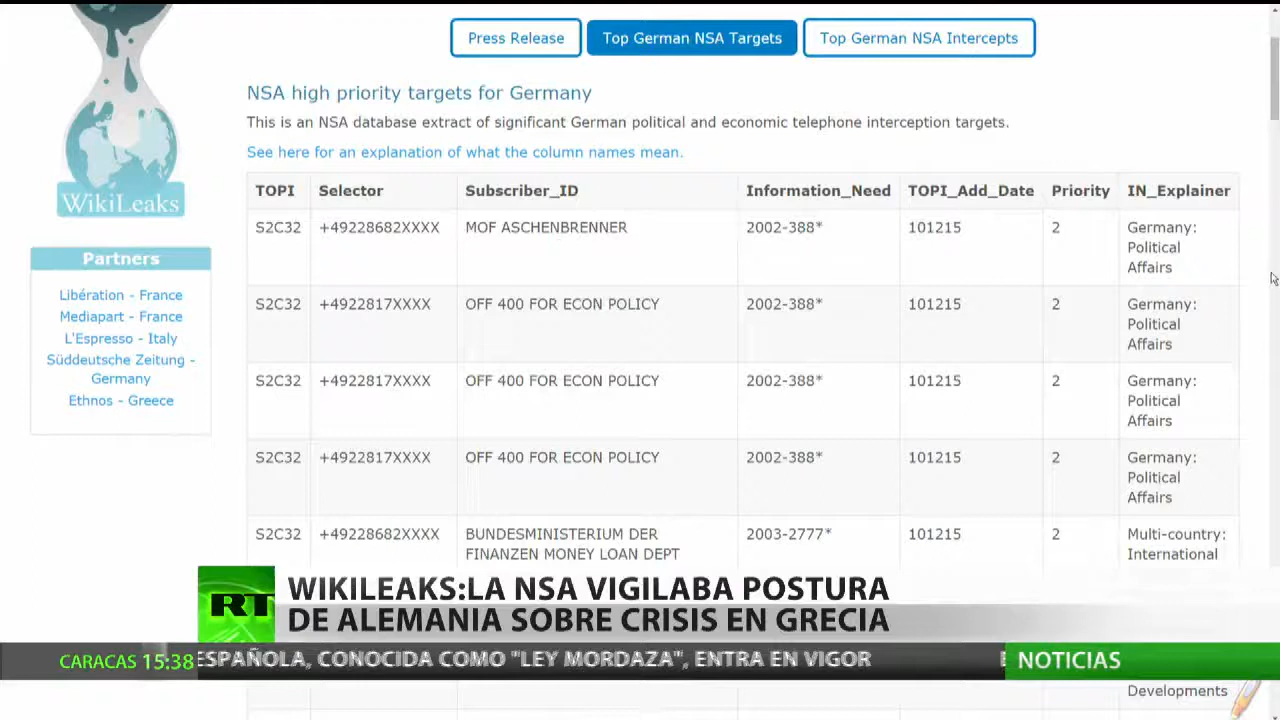 Press Release
Top German NSA Targets
Top German NSA Intercepts
NSA high priority targets for Germany
This is an NSA database extract of significant German political and economic telephone interception targets.
See here for an explanation of what the column names mean.
WikiLeaks
Partners
Libération - France
Mediapart - France
L'Espresso - Italy
Süddeutsche Zeitung -
Germany
Ethnos - Greece
TOPI Selector Subscriber_ID Information_Need TOPI_Add_Date Priority IN_Explainer
S2C32 +49228682XXXX MOF ASCHENBRENNER 2002-388* 101215 2 Germany:
Political
Affairs
S2C32 +4922817XXXX OFF 400 FOR ECON POLICY 2002-388* 101215 2 Germany:
Political
Affairs
S2C32 +4922817XXXX OFF 400 FOR ECON POLICY 2002-388* 101215 2 Germany:
Political
Affairs
S2C32 +4922817XXXX OFF 400 FOR ECON POLICY 2002-388* 101215 2 Germany:
Political
Affairs
S2C32 +49228682XXXX BUNDESMINISTERIUM DER 2003-2777* 101215 2 Multi-country:
FINANZEN MONEY LOAN DEPT International
RT
WIKILEAKS:LA NSA VIGILABA POSTURA
DE ALEMANIA SOBRE CRISIS EN GRECIA
CARACAS 15:38 ESPAÑOLA, CONOCIDA COMO "LEY MORDAZA", ENTRA EN VIGOR
NOTICIAS
Developments